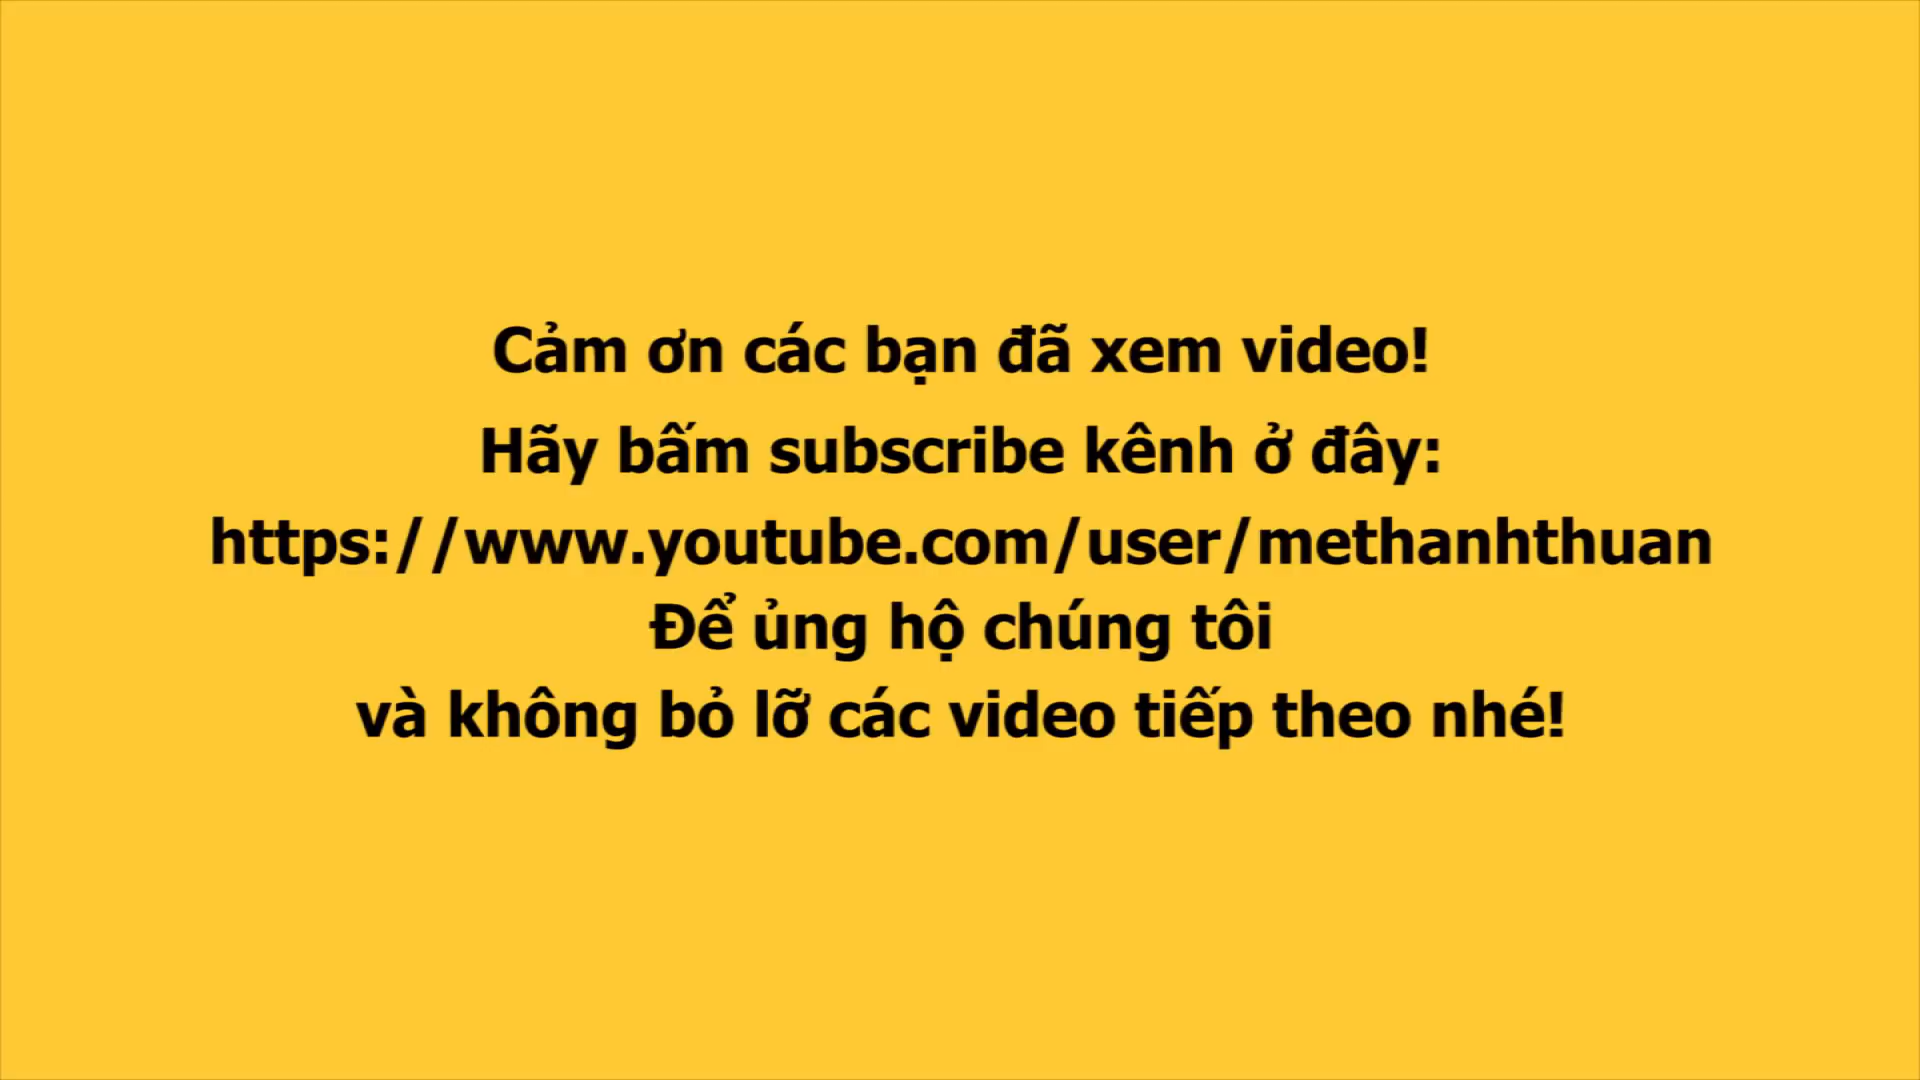 Cảm ơn các bạn đã xem video!
Hãy bấm subscribe kênh ở đây:
https://www.youtube.com/user/methanhthuan
Để ủng hộ chúng tôi
và không bỏ lỡ các video tiếp theo nhé!